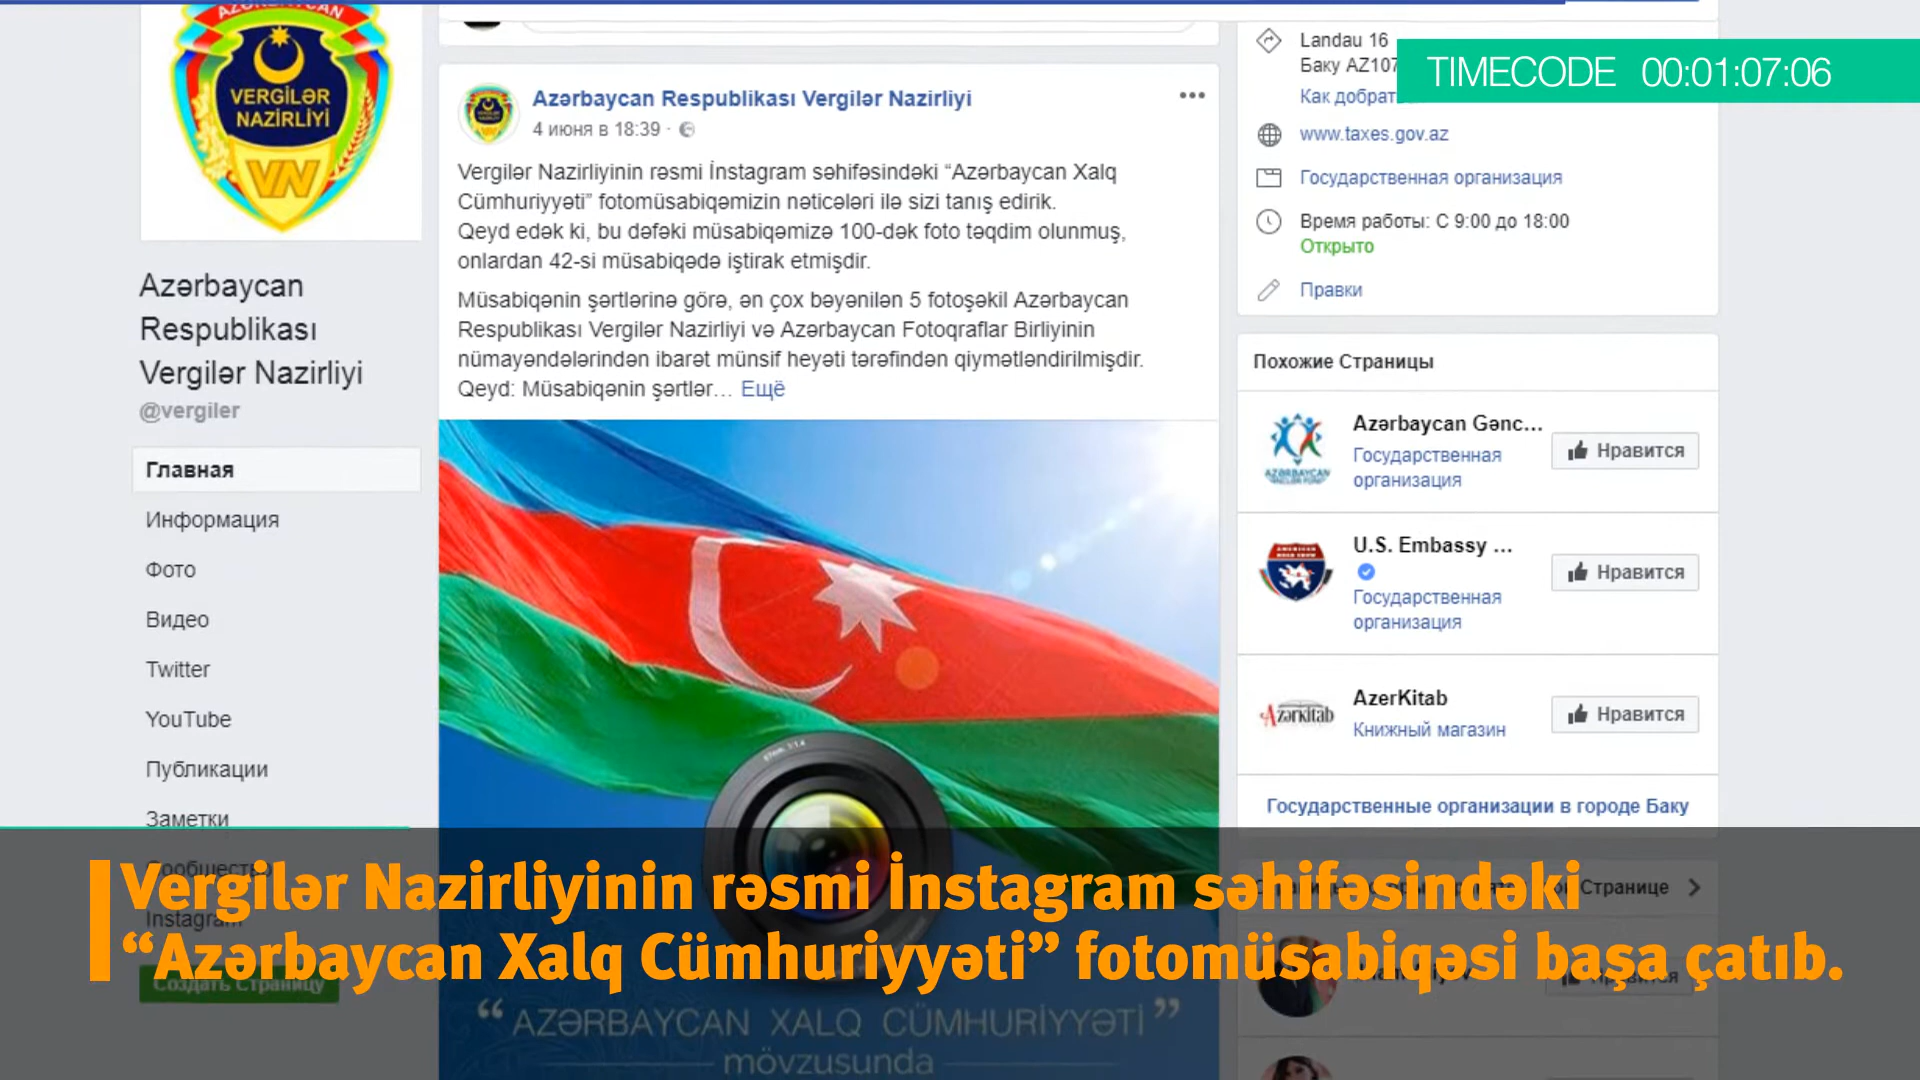 AZƏRBAYCAN
VERGİLƏR
NAZİRLİYİ
VN
Azərbaycan
Respublikası
Vergilər Nazirliyi
@vergiler
Главная
Информация
Фото
Видео
Twitter
YouTube
Публикации
Заметки
Сообщество
Instagram
Создать Страницу
Azərbaycan Respublikası Vergilər Nazirliyi
4 июня в 18:39 ·
Vergilər Nazirliyinin rəsmi İnstagram səhifəsindəki “Azərbaycan Xalq
Cümhuriyyəti” fotomüsabiqəmizin nəticələri ilə sizi tanış edirik.
Qeyd edək ki, bu dəfəki müsabiqəmizə 100-dək foto təqdim olunmuş,
onlardan 42-si müsabiqədə iştirak etmişdir.
Müsabiqənin şərtlərinə görə, ən çox bəyənilən 5 fotoşəkil Azərbaycan
Respublikası Vergilər Nazirliyi və Azərbaycan Fotoqraflar Birliyinin
nümayəndələrindən ibarət münsif heyəti tərəfindən qiymətləndirilmişdir.
Qeyd: Müsabiqənin şərtlər... Ещё
“AZƏRBAYCAN XALQ CÜMHURİYYƏTİ”
mövzusunda
Landau 16
Баку AZ107
Как добрат
www.taxes.gov.az
Государственная организация
Время работы: С 9:00 до 18:00
Открыто
Правки
Похожие Страницы
Azərbaycan Gənc...
Государственная
организация
Нравится
U.S. Embassy ...
Государственная
организация
Нравится
Azərkitab
AzerKitab
Книжный магазин
Нравится
Государственные организации в городе Баку
Странице
Нравится
TIMECODE 00:01:07:06
Vergilər Nazirliyinin rəsmi İnstagram səhifəsindəki
“Azərbaycan Xalq Cümhuriyyəti” fotomüsabiqəsi başa çatıb.